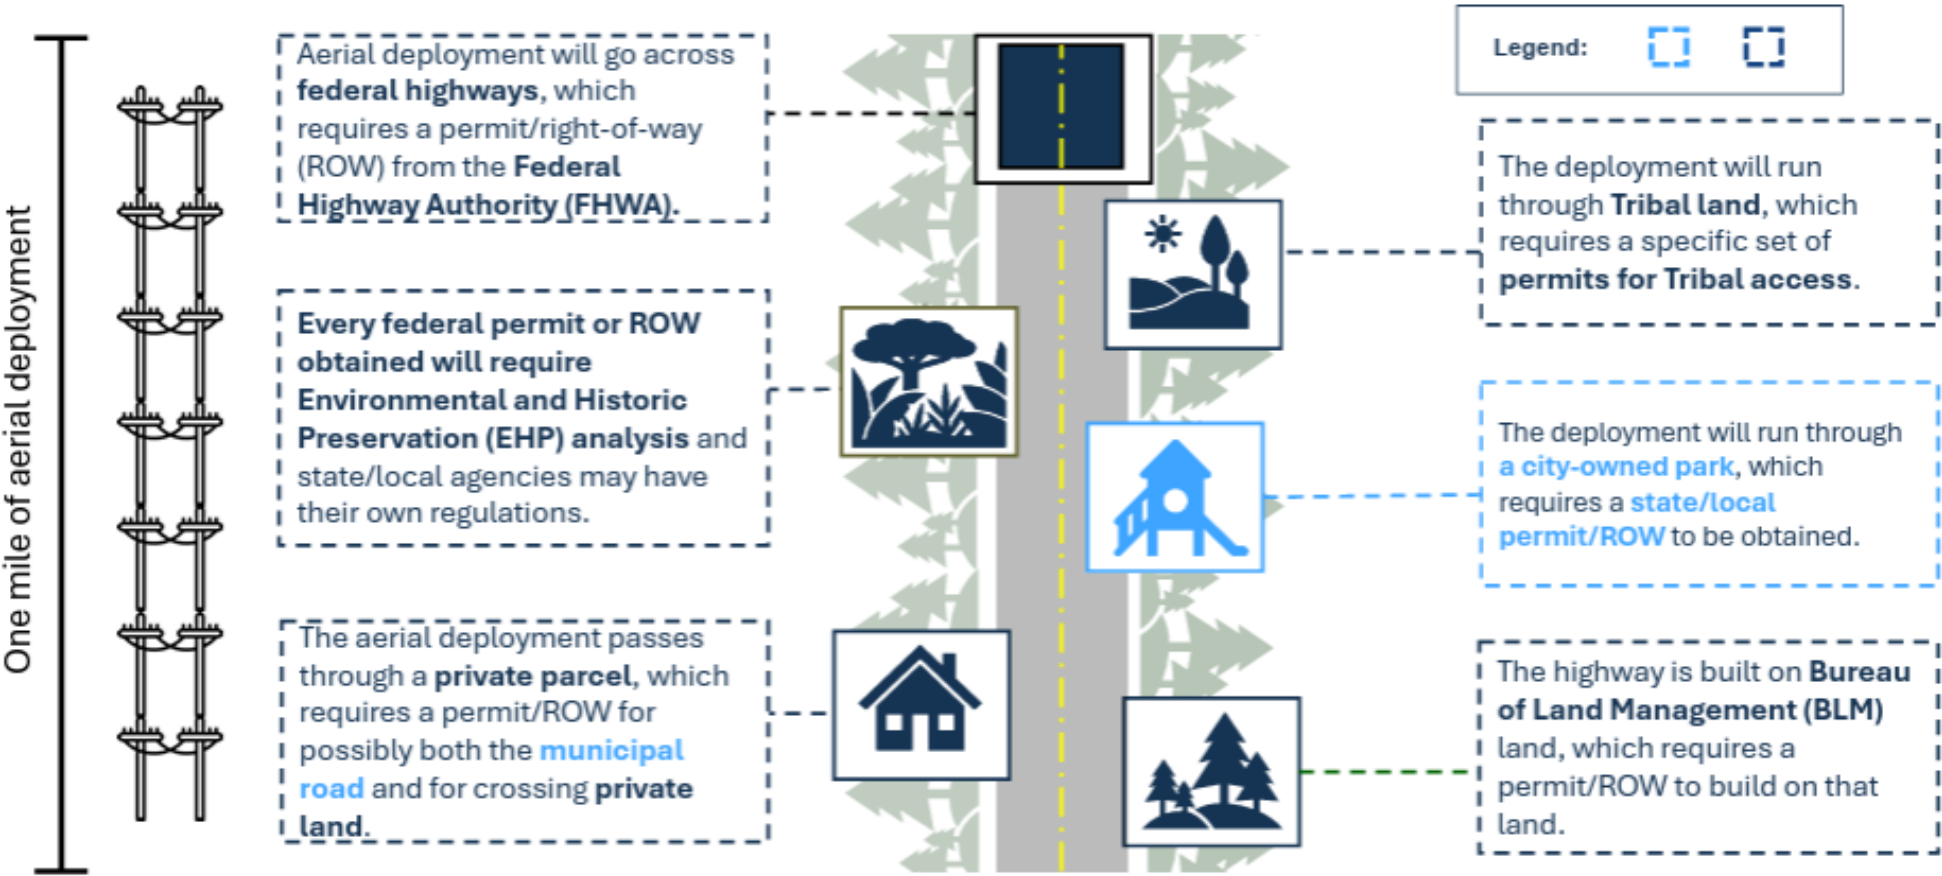 One mile of aerial deployment
Aerial deployment will go across
federal highways, which
requires a permit/right-of-way
(ROW) from the Federal
Highway Authority (FHWA).
Every federal permit or ROW
obtained will require
Environmental and Historic
Preservation (EHP) analysis and
state/local agencies may have
their own regulations.
The aerial deployment passes
through a private parcel, which
requires a permit/ROW for
possibly both the municipal
road and for crossing private
land.
Legend:
The deployment will run
through Tribal land, which
requires a specific set of
permits for Tribal access.
The deployment will run through
a city-owned park, which
requires a state/local
permit/ROW to be obtained.
The highway is built on Bureau
of Land Management (BLM)
land, which requires a
permit/ROW to build on that
land.